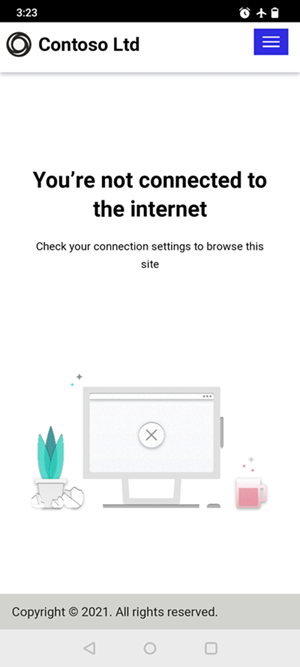 3:23
Contoso Ltd
You’re not connected to
the internet
Check your connection settings to browse this
site
Copyright © 2021. All rights reserved.